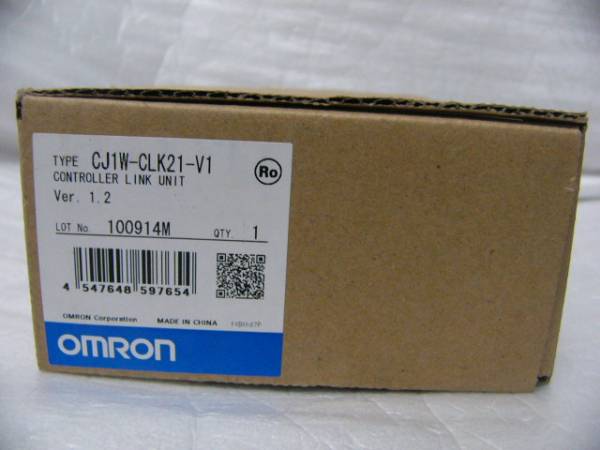 TYPE CJ1W-CLK21-V1
CONTROLLER LINK UNIT
Ro
Ver. 1.2
LOT No. 100914M QTY. 1
4 547648 597654
OMRON Corporation MADE IN CHINA
OMRON